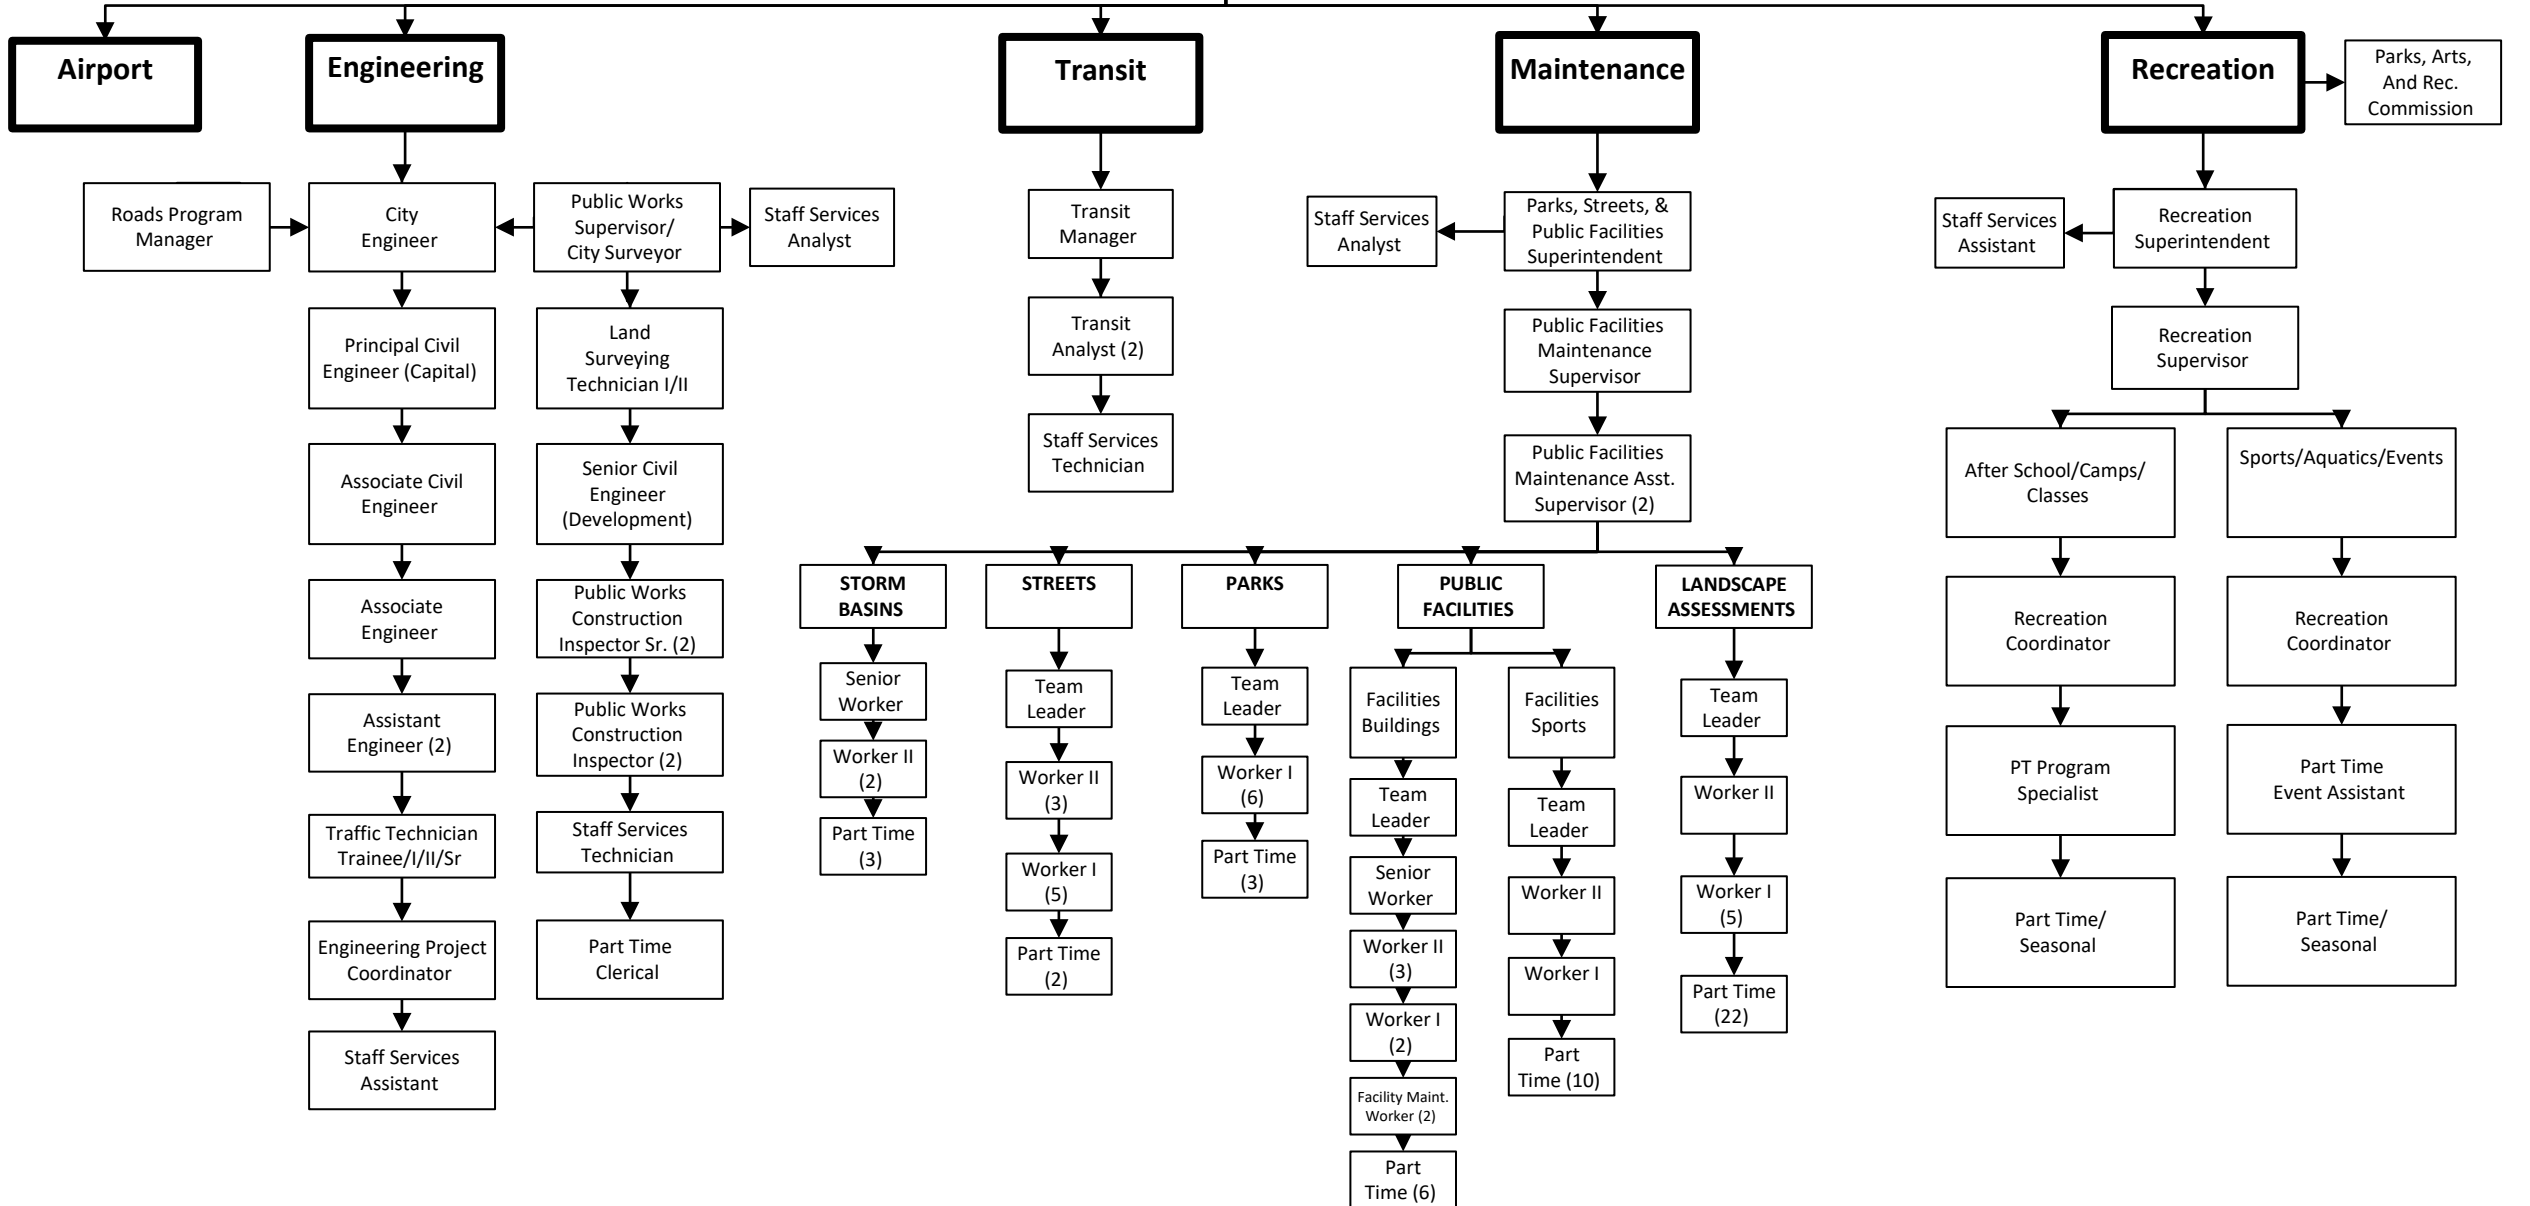 Airport
Engineering
Transit
Maintenance
Recreation
Parks, Arts,
And Rec.
Commission
Roads Program
Manager
City
Engineer
Public Works
Supervisor/
City Surveyor
Staff Services
Analyst
Principal Civil
Engineer (Capital)
Associate Civil
Engineer
Associate
Engineer
Assistant
Engineer (2)
Traffic Technician
Trainee/I/II/Sr
Engineering Project
Coordinator
Staff Services
Assistant
Land
Surveying
Technician I/II
Senior Civil
Engineer
(Development)
Public Works
Construction
Inspector Sr. (2)
Public Works
Construction
Inspector (2)
Staff Services
Technician
Part Time
Clerical
Transit
Manager
Transit
Analyst (2)
Staff Services
Technician
Staff Services
Analyst
Parks, Streets, &
Public Facilities
Superintendent
Public Facilities
Maintenance
Supervisor
Public Facilities
Maintenance Asst.
Supervisor (2)
STORM
BASINS
Senior
Worker
Worker II
(2)
Part Time
(3)
STREETS
Team
Leader
Worker II
(3)
Worker I
(5)
Part Time
(2)
PARKS
Team
Leader
Worker I
(6)
Part Time
(3)
PUBLIC
FACILITIES
Facilities
Buildings
Team
Leader
Senior
Worker
Worker II
(3)
Worker I
(2)
Facility Maint.
Worker (2)
Part
Time (6)
Facilities
Sports
Team
Leader
Worker II
Worker I
Part
Time (10)
LANDSCAPE
ASSESSMENTS
Team
Leader
Worker II
Worker I
(5)
Part Time
(22)
Staff Services
Assistant
Recreation
Superintendent
Recreation
Supervisor
After School/Camps/
Classes
Recreation
Coordinator
PT Program
Specialist
Part Time/
Seasonal
Sports/Aquatics/Events
Recreation
Coordinator
Part Time
Event Assistant
Part Time/
Seasonal